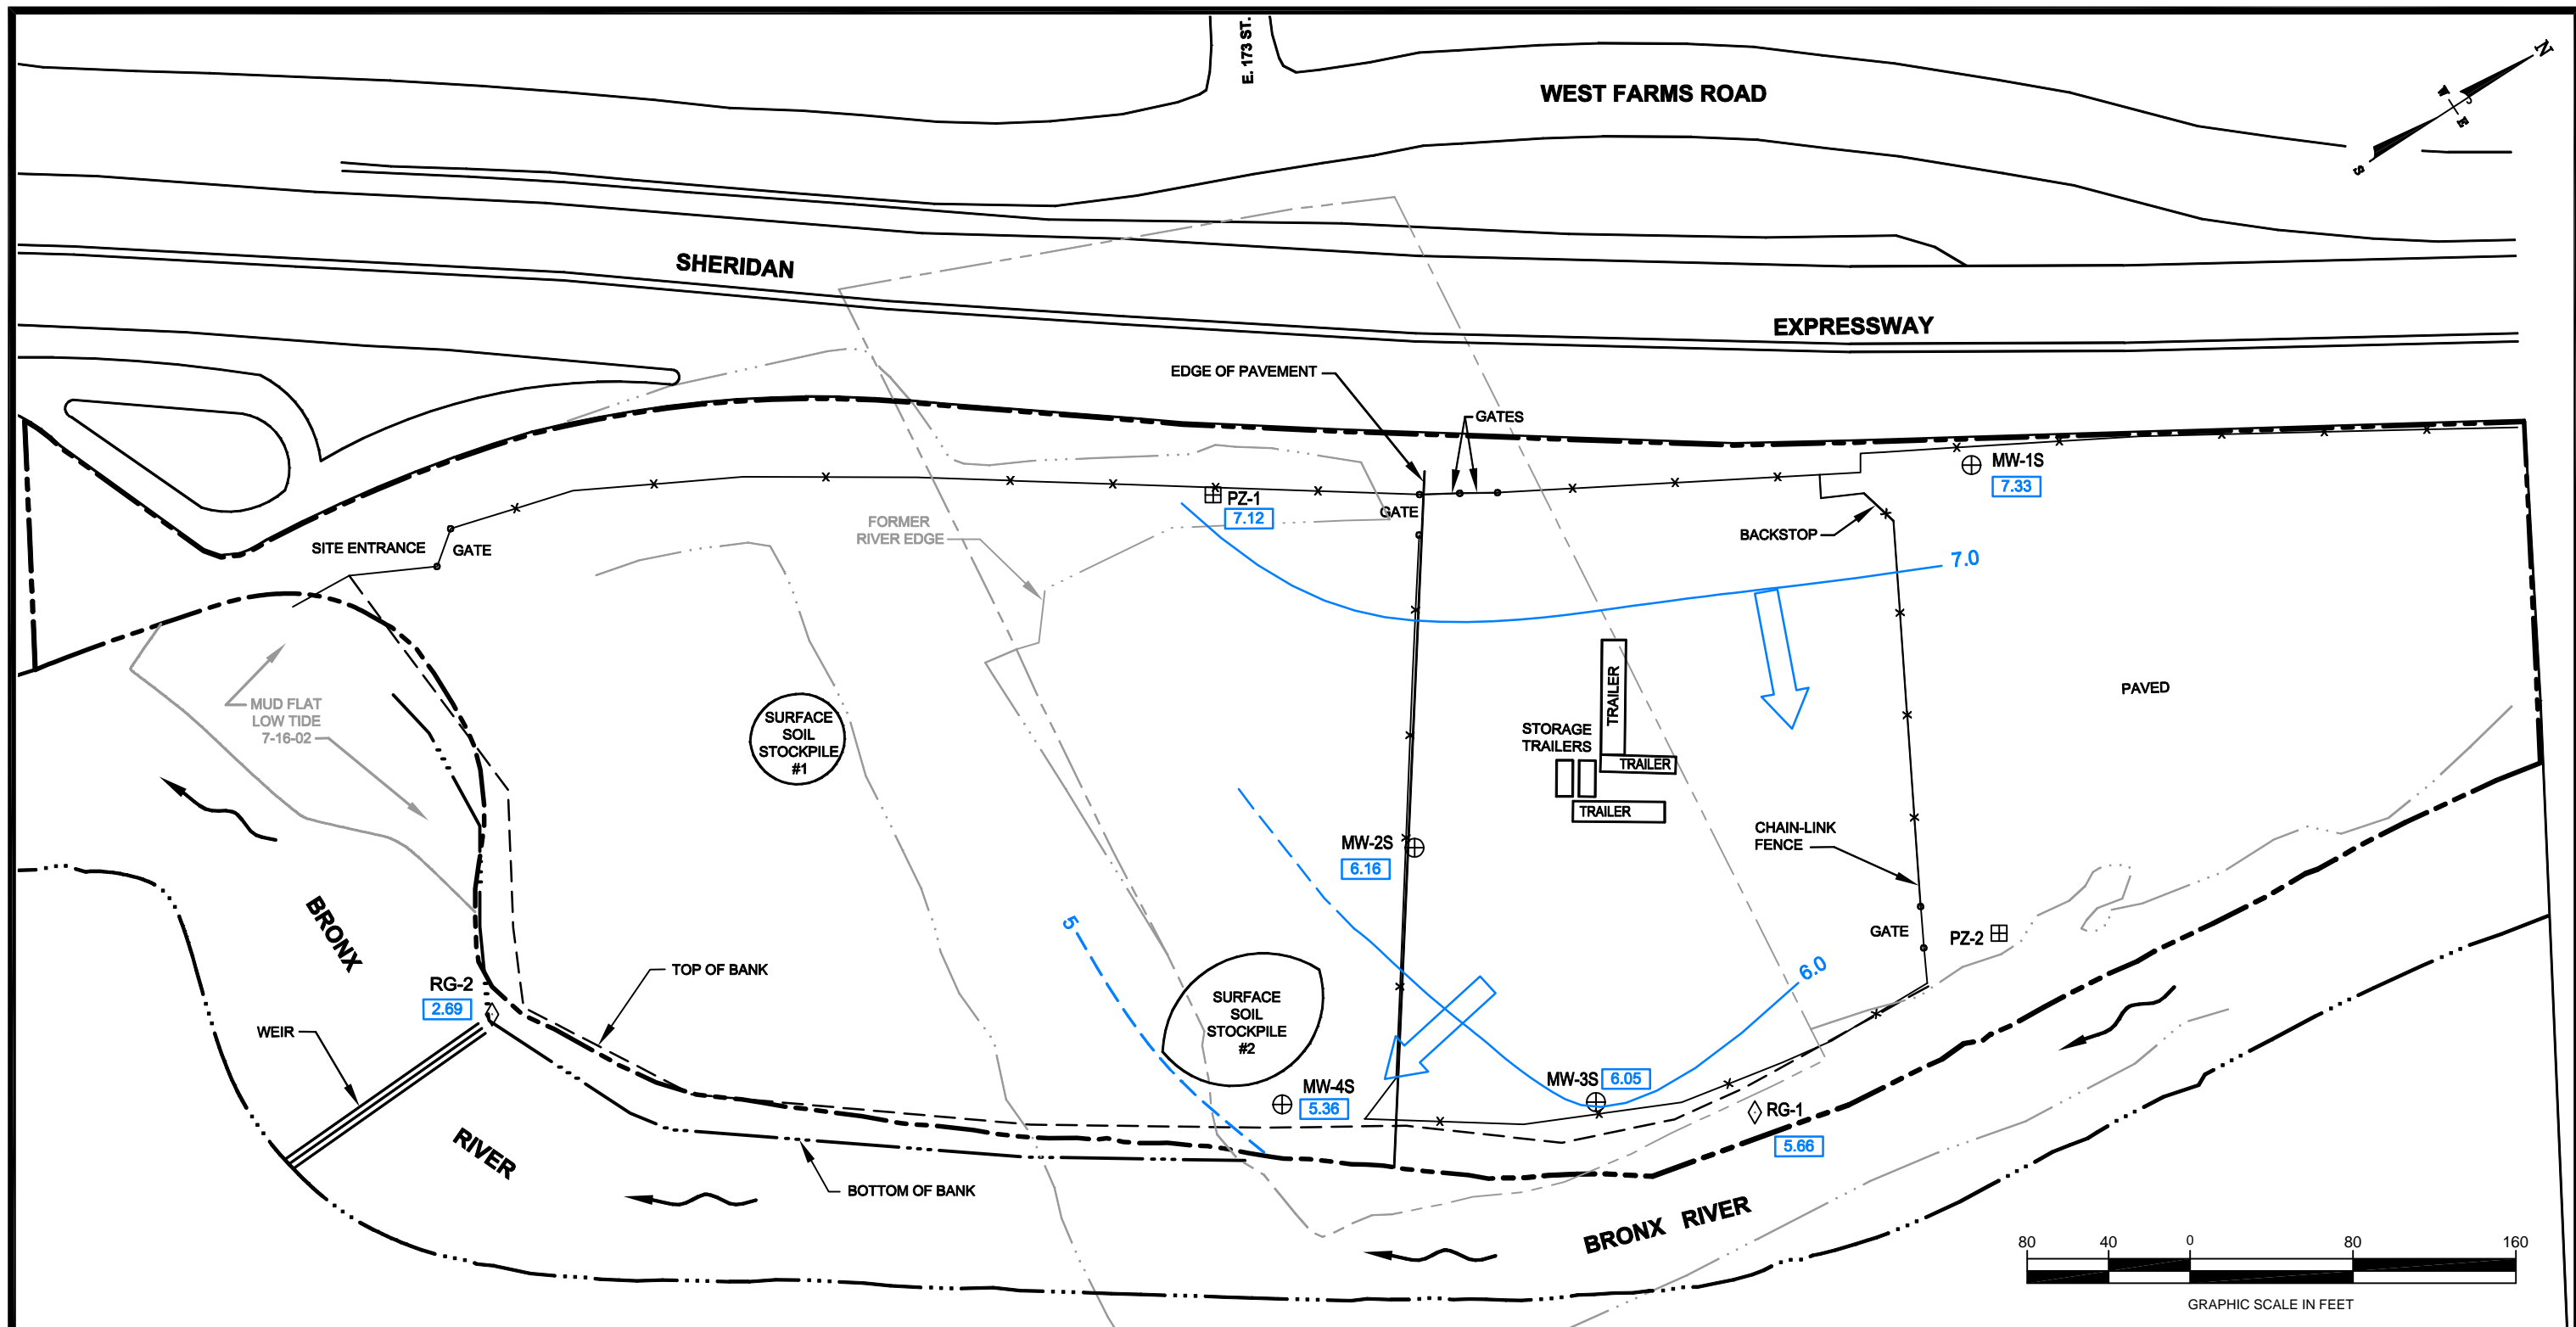 E. 173 ST.
WEST FARMS ROAD
N
E
S
SHERIDAN
EXPRESSWAY
EDGE OF PAVEMENT
GATES
MW-1S
7.33
PZ-1
7.12
GATE
FORMER
RIVER EDGE
BACKSTOP
SITE ENTRANCE
GATE
7.0
MUD FLAT
LOW TIDE
7-16-02
SURFACE
SOIL
STOCKPILE
#1
TRAILER
STORAGE
TRAILERS
TRAILER
TRAILER
PAVED
MW-2S
6.16
CHAIN-LINK
FENCE
5
GATE
PZ-2
BRONX
RG-2
2.69
TOP OF BANK
6.0
SURFACE
SOIL
STOCKPILE
#2
WEIR
MW-4S
5.36
MW-3S
6.05
RG-1
5.66
RIVER
BOTTOM OF BANK
BRONX RIVER
80 40 0 80 160
GRAPHIC SCALE IN FEET